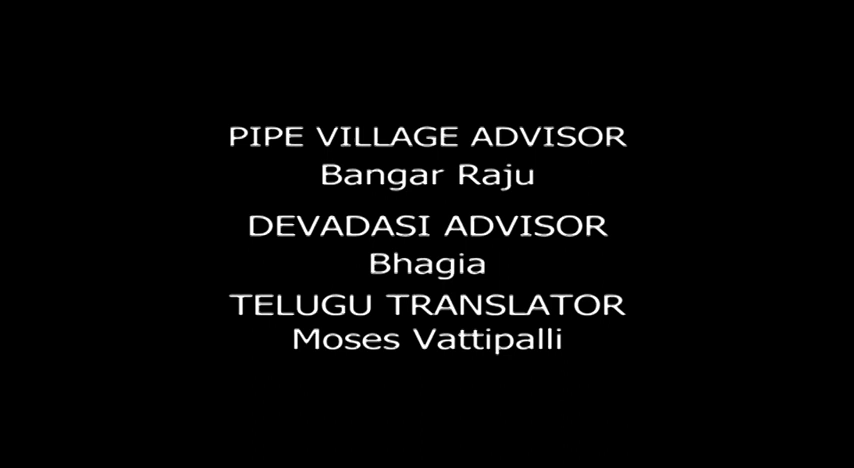 PIPE VILLAGE ADVISOR
Bangar Raju
DEVADASI ADVISOR
Bhagia
TELUGU TRANSLATOR
Moses Vattipalli